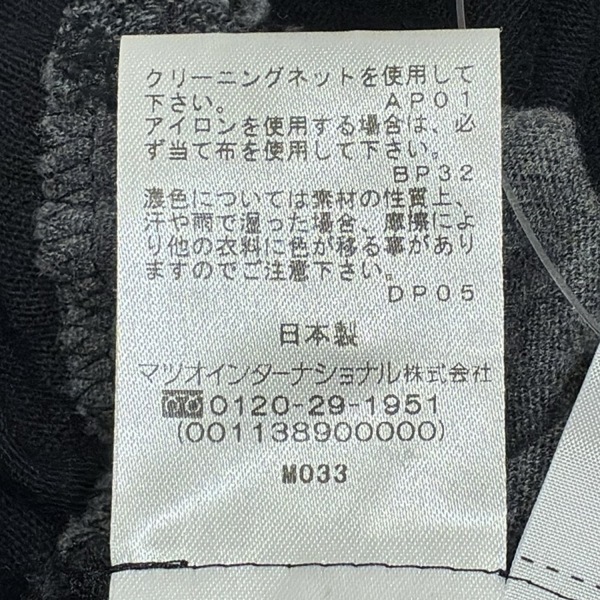 クリーニングネットを使用して
下さい。 AP01
アイロンを使用する場合は、必
ず当て布を使用して下さい。
BP32
濃色については素材の性質上、
汗や雨で湿った場合、摩擦によ
り他の衣料に色が移る事があり
ますのでご注意下さい。
DP05
日本製
マツオインターナショナル株式会社
0120-29-1951
(001138900000)
M033